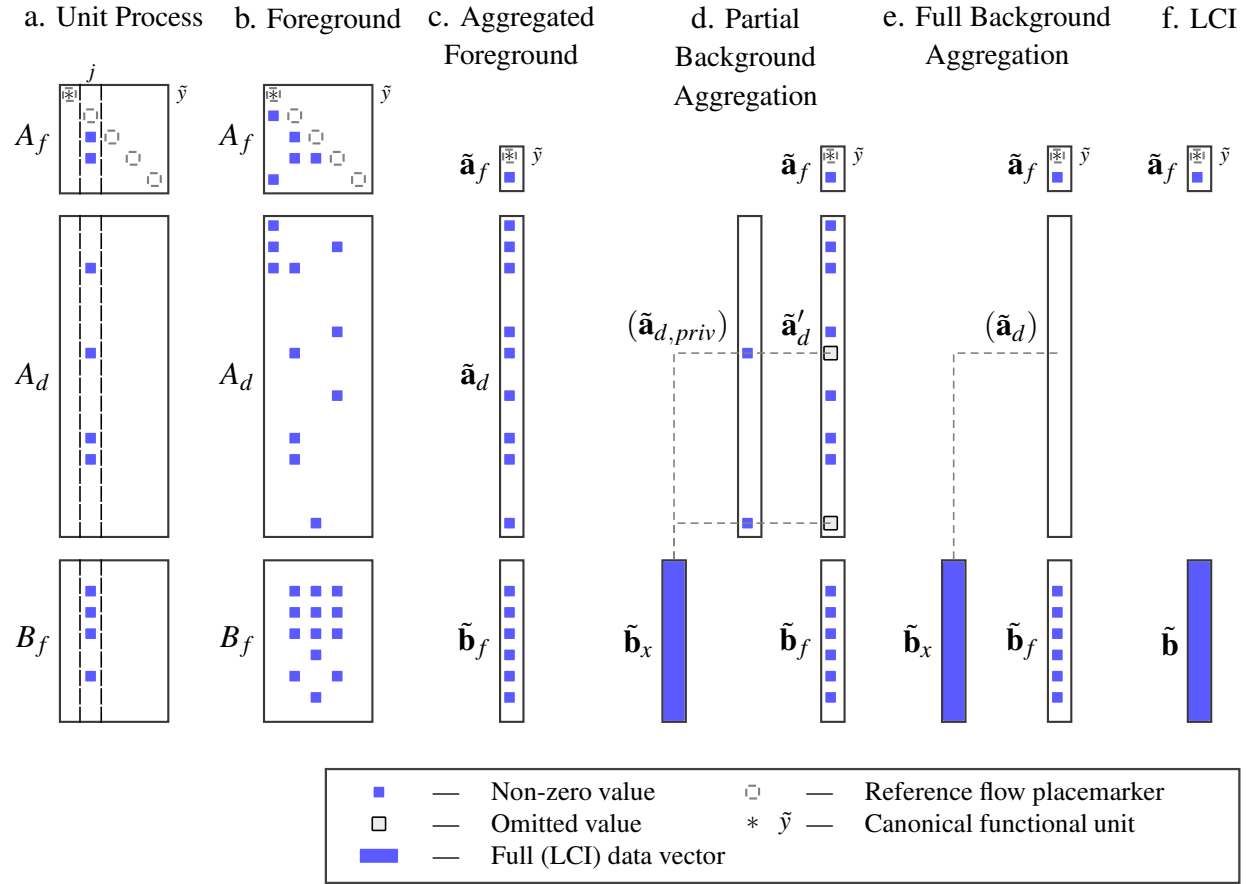 a. Unit Process
b. Foreground
c. Aggregated
Foreground
d. Partial
Background
Aggregation
e. Full Background
Aggregation
f. LCI
j
* ỹ
* ỹ
* ỹ
* ỹ
* ỹ
*
A_f
A_f
ã_f
ã_f
ã_f
ã_f
(ã_{d,priv})
ã′_d
(ã_d)
A_d
A_d
ã_d
B_f
B_f
b̃_f
b̃_x
b̃_f
b̃_x
b̃_f
b̃
— Non-zero value
— Reference flow placemarker
— Omitted value
* ỹ — Canonical functional unit
— Full (LCI) data vector